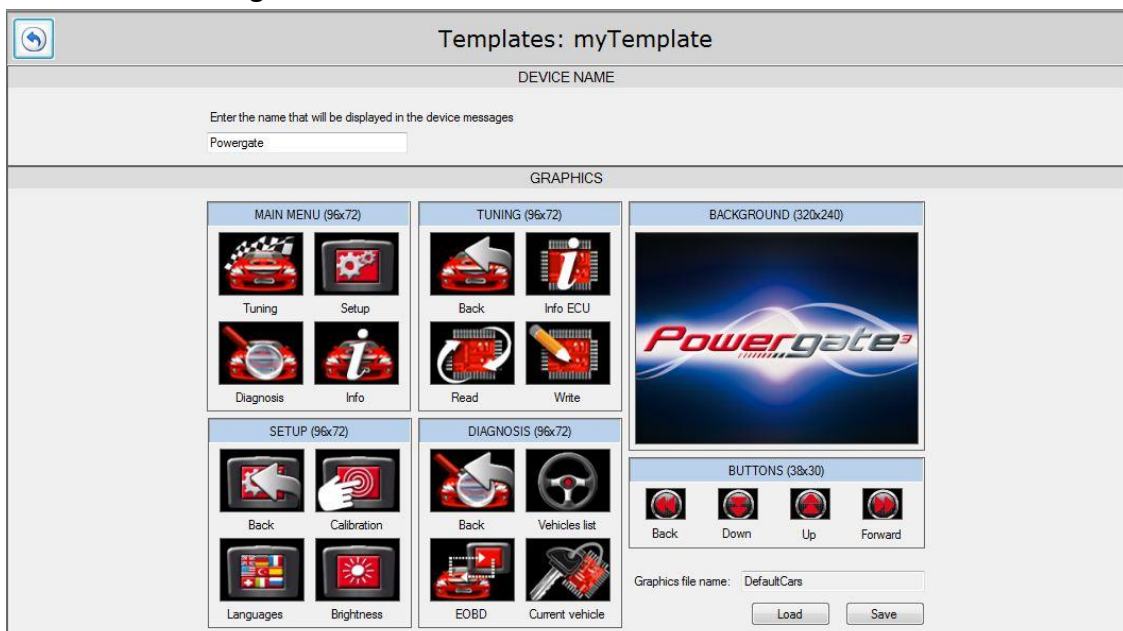 Templates: myTemplate
DEVICE NAME
Enter the name that will be displayed in the device messages
Powergate
GRAPHICS
MAIN MENU (96x72)
Tuning Setup
Diagnosis Info
TUNING (96x72)
Back Info ECU
Read Write
BACKGROUND (320x240)
Powergate3
SETUP (96x72)
Back Calibration
Languages Brightness
DIAGNOSIS (96x72)
Back Vehicles list
EOBD Current vehicle
BUTTONS (38x30)
Back Down Up Forward
Graphics file name: DefaultCars
Load Save